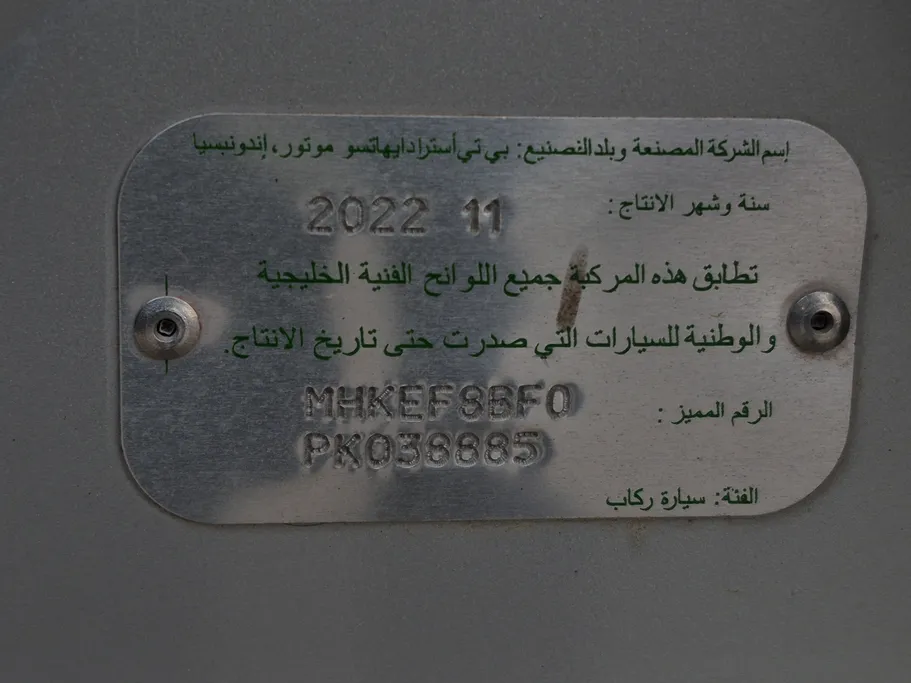 إسم الشركة المصنعة وبلد التصنيع: بي تي أسترا دايهاتسو موتور، إندونيسيا
سنة وشهر الانتاج: 2022 11
تطابق هذه المركبة جميع اللوائح الفنية الخليجية
والوطنية للسيارات التي صدرت حتى تاريخ الانتاج.
الرقم المميز: MHKEF8BF0
PK038885
الفئة: سيارة ركاب